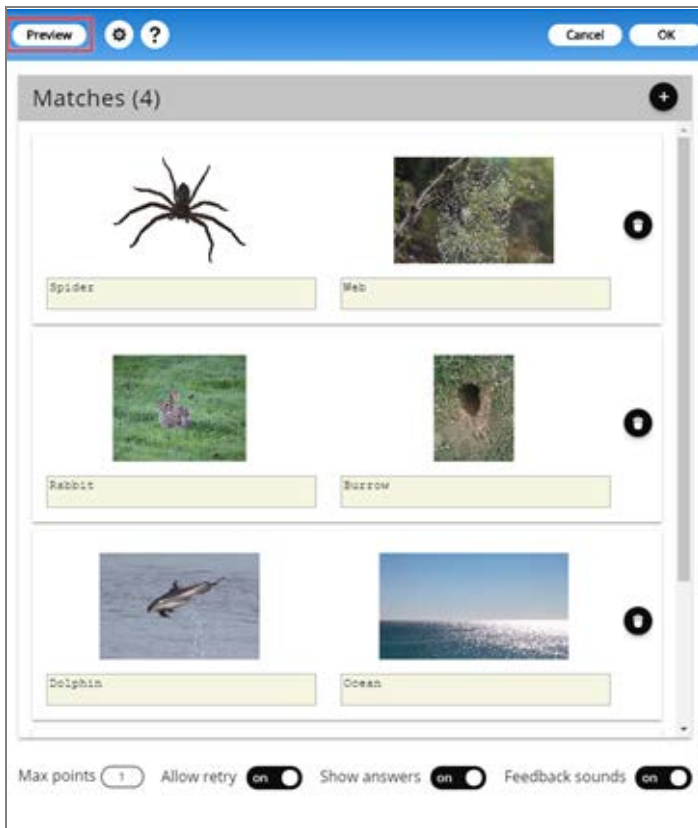 Preview ? Cancel OK
Matches (4) +
Spider Web
Rabbit Burrow
Dolphin Ocean
Max points 1 Allow retry on Show answers on Feedback sounds on